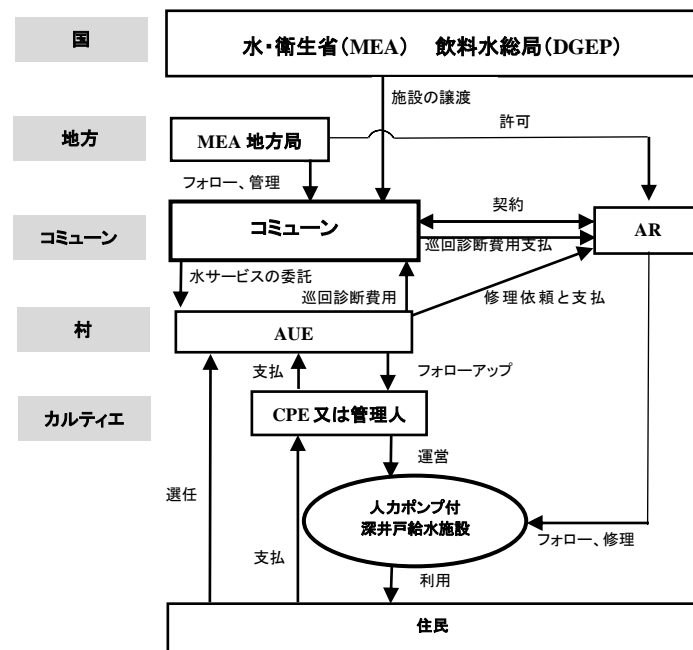 国
水・衛生省（MEA）　飲料水総局（DGEP）
施設の譲渡
地方
MEA 地方局
許可
フォロー、管理
コミューン
コミューン
契約
巡回診断費用支払
AR
水サービスの委託
巡回診断費用
修理依頼と支払
村
AUE
支払
フォローアップ
カルティエ
CPE 又は管理人
運営
選任
人力ポンプ付
深井戸給水施設
フォロー、修理
支払
利用
住民